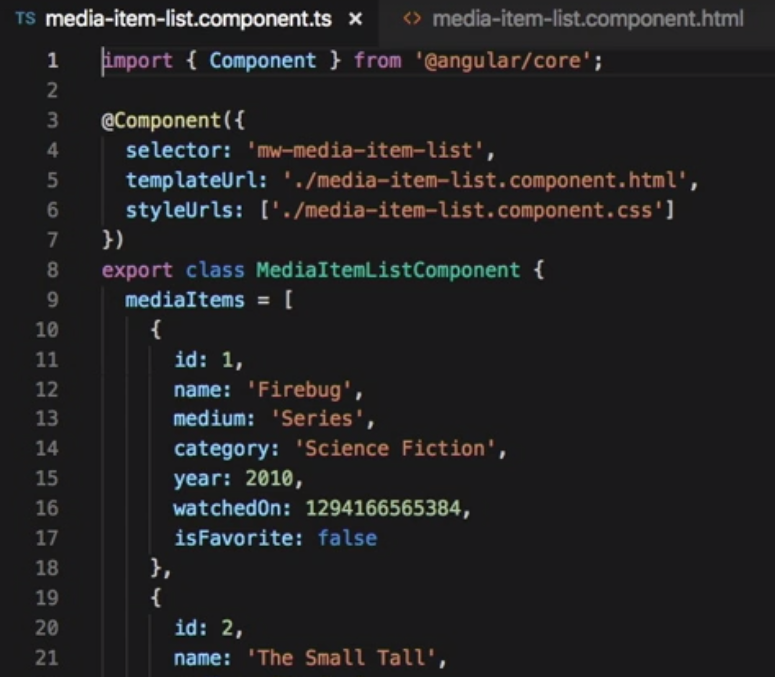 TS media-item-list.component.ts × <> media-item-list.component.html
1 import { Component } from '@angular/core';
2
3 @Component({
4 selector: 'mw-media-item-list',
5 templateUrl: './media-item-list.component.html',
6 styleUrls: ['./media-item-list.component.css']
7 })
8 export class MediaItemListComponent {
9 mediaItems = [
10 {
11 id: 1,
12 name: 'Firebug',
13 medium: 'Series',
14 category: 'Science Fiction',
15 year: 2010,
16 watchedOn: 1294166565384,
17 isFavorite: false
18 },
19 {
20 id: 2,
21 name: 'The Small Tall',